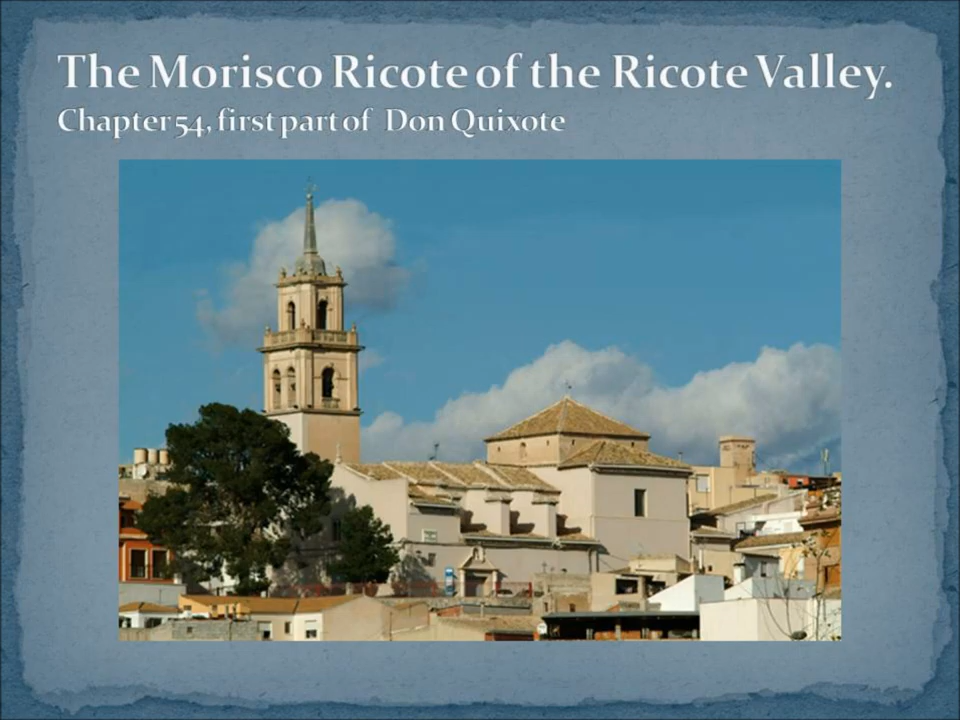 The Morisco Ricote of the Ricote Valley.
Chapter 54, first part of Don Quixote